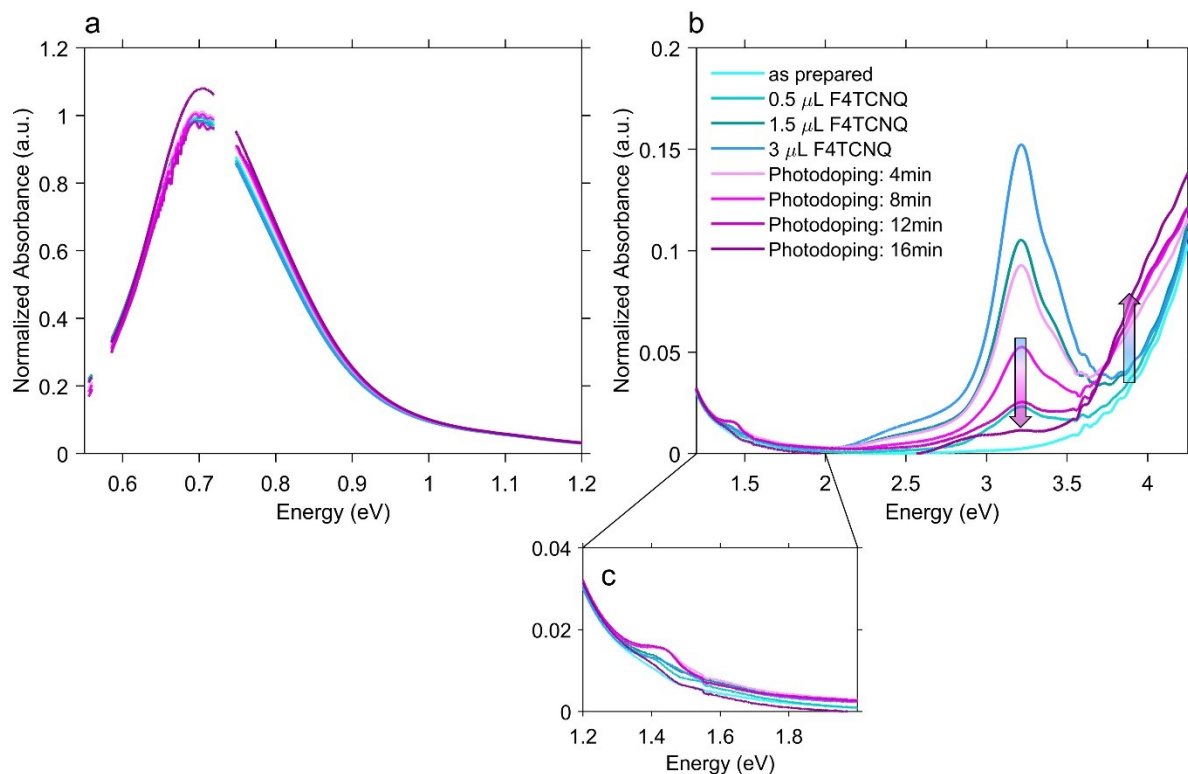 a
1.2
1
0.8
0.6
0.4
0.2
0
Normalized Absorbance (a.u.)
0.6 0.7 0.8 0.9 1 1.1 1.2
Energy (eV)
b
0.2
0.15
0.1
0.05
0
Normalized Absorbance (a.u.)
as prepared
0.5 μL F4TCNQ
1.5 μL F4TCNQ
3 μL F4TCNQ
Photodoping: 4min
Photodoping: 8min
Photodoping: 12min
Photodoping: 16min
1.5 2 2.5 3 3.5 4
Energy (eV)
c
0.04
0.02
0
1.2 1.4 1.6 1.8
Energy (eV)